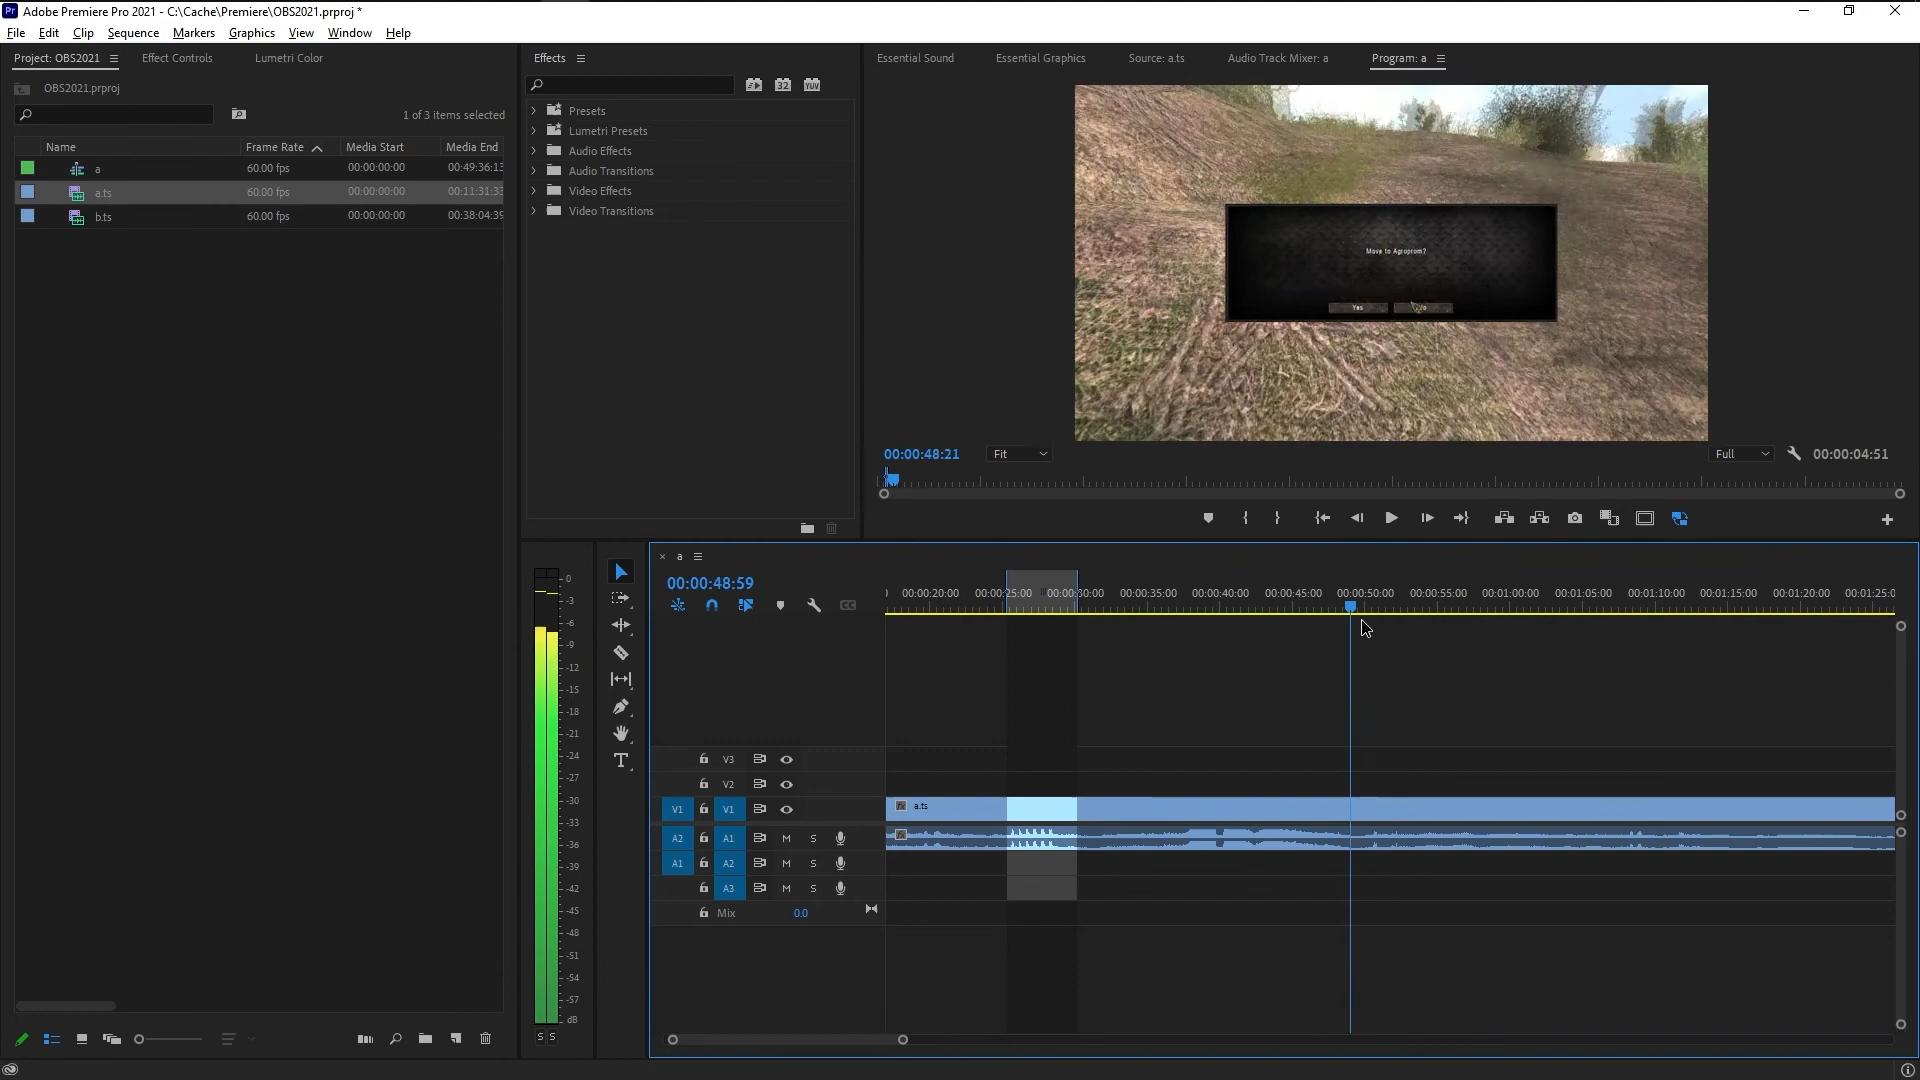 Pr Adobe Premiere Pro 2021 - C:\Cache\Premiere\OBS2021.prproj *
File Edit Clip Sequence Markers Graphics View Window Help
Project: OBS2021 Effect Controls Lumetri Color
OBS2021.prproj
1 of 3 items selected
Name Frame Rate Media Start Media End
a 60.00 fps 00:00:00:00 00:49:36:13
a.ts 60.00 fps 00:00:00:00 00:11:31:33
b.ts 60.00 fps 00:00:00:00 00:38:04:39
Effects
32 YUV
Presets
Lumetri Presets
Audio Effects
Audio Transitions
Video Effects
Video Transitions
Essential Sound Essential Graphics Source: a.ts Audio Track Mixer: a Program: a
Move to Agroprom?
Yes No
00:00:48:21 Fit Full 00:00:04:51
0
-3
-6
-9
-12
-15
-18
-21
-24
-27
-30
-33
-36
-39
-42
-45
-48
-51
-54
-57
dB
S S
× a
00:00:48:59
00:00:20:00 00:00:25:00 00:00:30:00 00:00:35:00 00:00:40:00 00:00:45:00 00:00:50:00 00:00:55:00 00:01:00:00 00:01:05:00 00:01:10:00 00:01:15:00 00:01:20:00 00:01:25:0
CC
V3
V2
V1 V1 fx a.ts
A2 A1 M S
A1 A2 M S
A3 M S
Mix 0.0